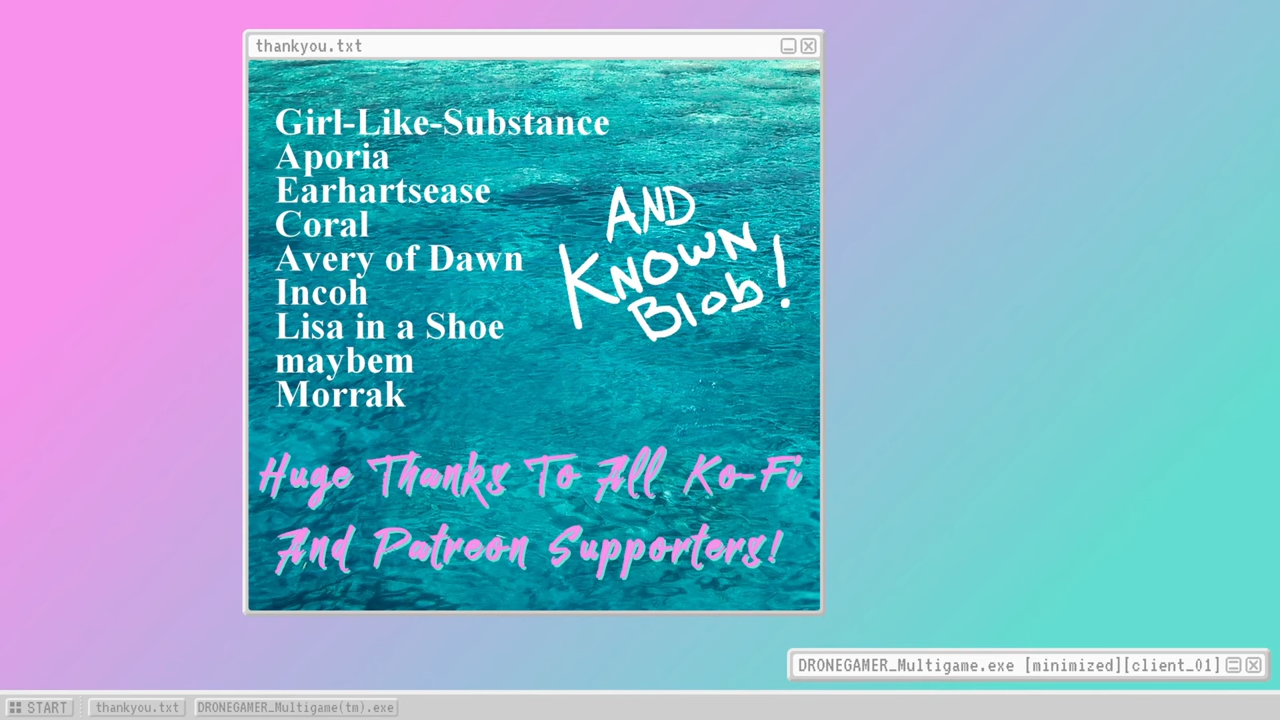 thankyou.txt
Girl-Like-Substance
Aporia
Earhartsease
Coral
Avery of Dawn
Incoh
Lisa in a Shoe
maybem
Morrak
AND
KNOWN
Blob!
Huge Thanks To All Ko-Fi
And Patreon Supporters!
DRONEGAMER_Multigame.exe [minimized][client_01]
START
thankyou.txt
DRONEGAMER_Multigame(tm).exe